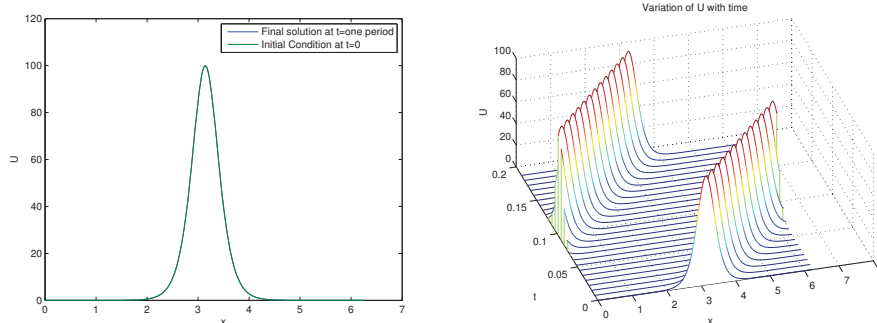 120
100
80
60
40
20
0
U
0 1 2 3 4 5 6 7
x
Final solution at t=one period
Initial Condition at t=0
Variation of U with time
100
80
60
40
20
0
U
0.2
0.15
0.1
0.05
0
t
0 1 2 3 4 5 6 7
x